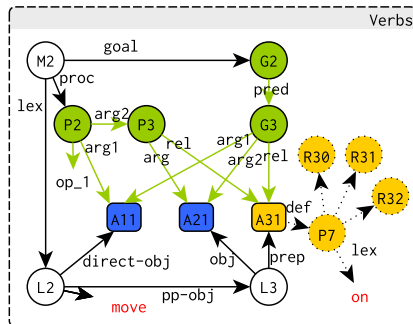 Verbs
goal
M2
G2
proc
pred
lex
arg2
P2
P3
G3
arg1
rel
arg
arg1
arg2
rel
R30
R31
R32
op_1
A11
A21
A31
def
P7
direct-obj
obj
prep
lex
L2
pp-obj
L3
move
on